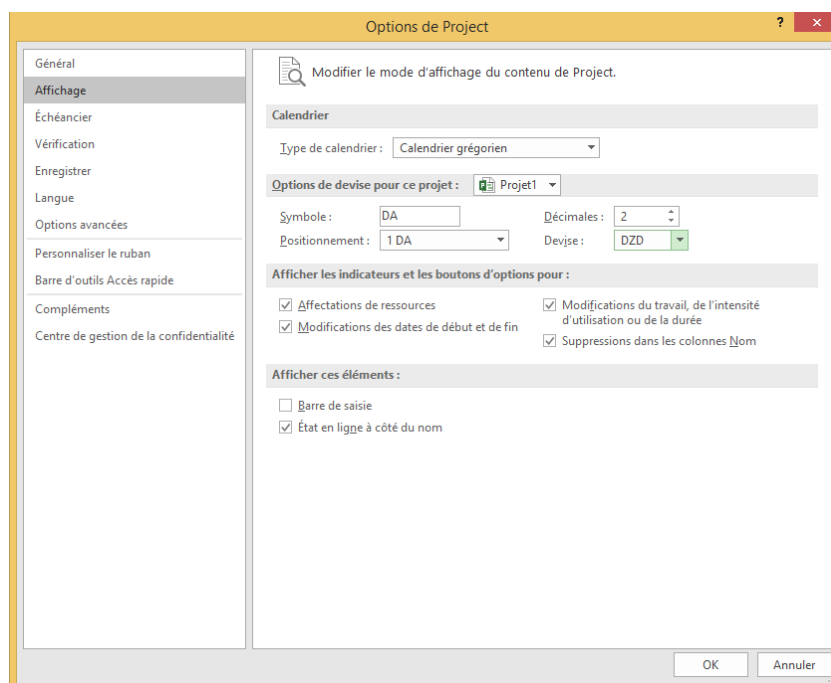 Options de Project
?
Général
Affichage
Échéancier
Vérification
Enregistrer
Langue
Options avancées
Personnaliser le ruban
Barre d'outils Accès rapide
Compléments
Centre de gestion de la confidentialité
Modifier le mode d'affichage du contenu de Project.
Calendrier
Type de calendrier : Calendrier grégorien
Options de devise pour ce projet : Projet1
Symbole : DA Décimales : 2
Positionnement : 1 DA Devise : DZD
Afficher les indicateurs et les boutons d'options pour :
Affectations de ressources
Modifications des dates de début et de fin
Modifications du travail, de l'intensité
d'utilisation ou de la durée
Suppressions dans les colonnes Nom
Afficher ces éléments :
Barre de saisie
État en ligne à côté du nom
OK Annuler